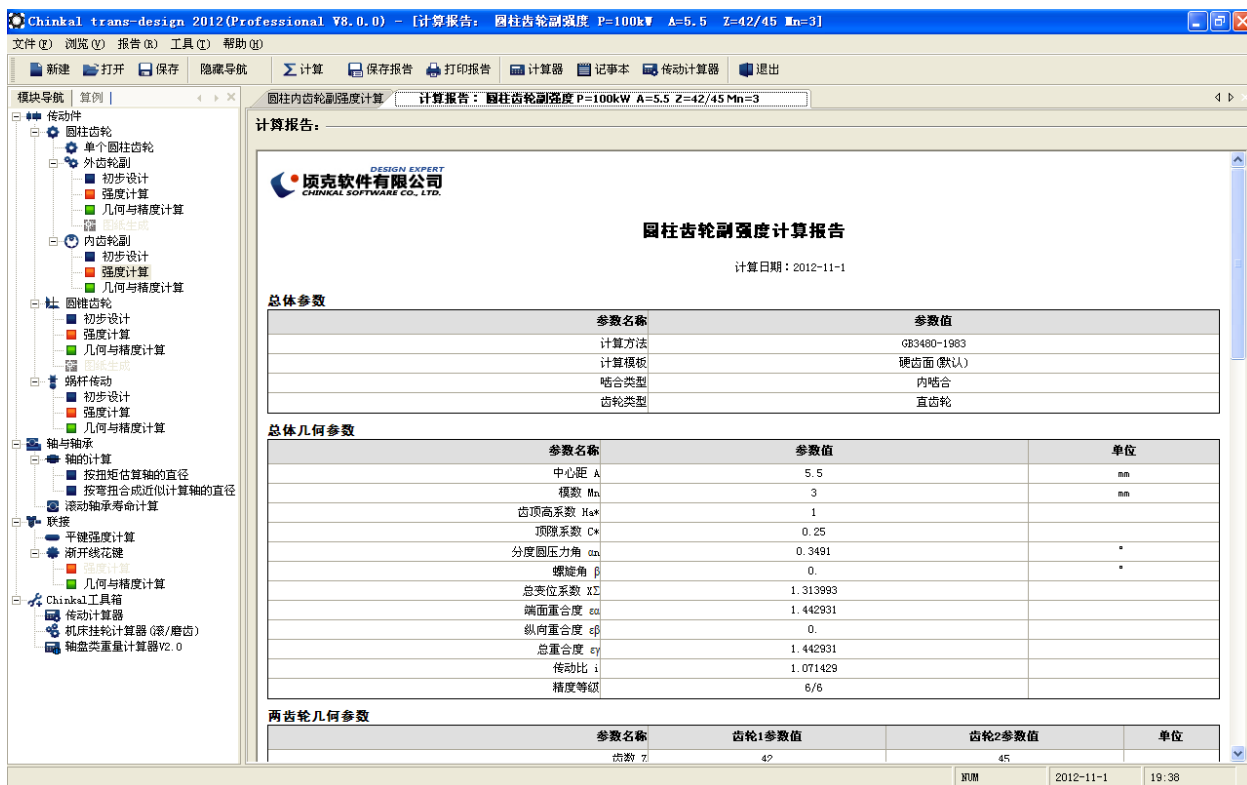 Chinkal trans-design 2012(Professional V8.0.0) - [计算报告: 圆柱齿轮副强度 P=100kW A=5.5 Z=42/45 Mn=3]
文件(F) 浏览(V) 报告(R) 工具(T) 帮助(H)
新建 打开 保存 隐藏导航 计算 保存报告 打印报告 计算器 记事本 传动计算器 退出
模块导航 算例
圆柱内齿轮副强度计算 计算报告: 圆柱齿轮副强度 P=100kW A=5.5 Z=42/45 Mn=3
传动件
圆柱齿轮
单个圆柱齿轮
外齿轮副
初步设计
强度计算
几何与精度计算
图纸生成
内齿轮副
初步设计
强度计算
几何与精度计算
圆锥齿轮
初步设计
强度计算
几何与精度计算
图纸生成
蜗杆传动
初步设计
强度计算
几何与精度计算
轴与轴承
轴的计算
按扭矩估算轴的直径
按弯扭合成近似计算轴的直径
滚动轴承寿命计算
联接
平键强度计算
渐开线花键
强度计算
几何与精度计算
Chinkal工具箱
传动计算器
机床挂轮计算器(滚/磨齿)
轴盘类重量计算器V2.0
计算报告:
DESIGN EXPERT
顷克软件有限公司
CHINKAL SOFTWARE CO., LTD.
圆柱齿轮副强度计算报告
计算日期:2012-11-1
总体参数
参数名称 参数值
计算方法 GB3480-1983
计算模板 硬齿面(默认)
啮合类型 内啮合
齿轮类型 直齿轮
总体几何参数
参数名称 参数值 单位
中心距 A 5.5 mm
模数 Mn 3 mm
齿顶高系数 Ha* 1
顶隙系数 C* 0.25
分度圆压力角 αn 0.3491 °
螺旋角 β 0. °
总变位系数 XΣ 1.313993
端面重合度 εα 1.442931
纵向重合度 εβ 0.
总重合度 εγ 1.442931
传动比 i 1.071429
精度等级 6/6
两齿轮几何参数
参数名称 齿轮1参数值 齿轮2参数值 单位
齿数 Z 42 45
NUM 2012-11-1 19:38